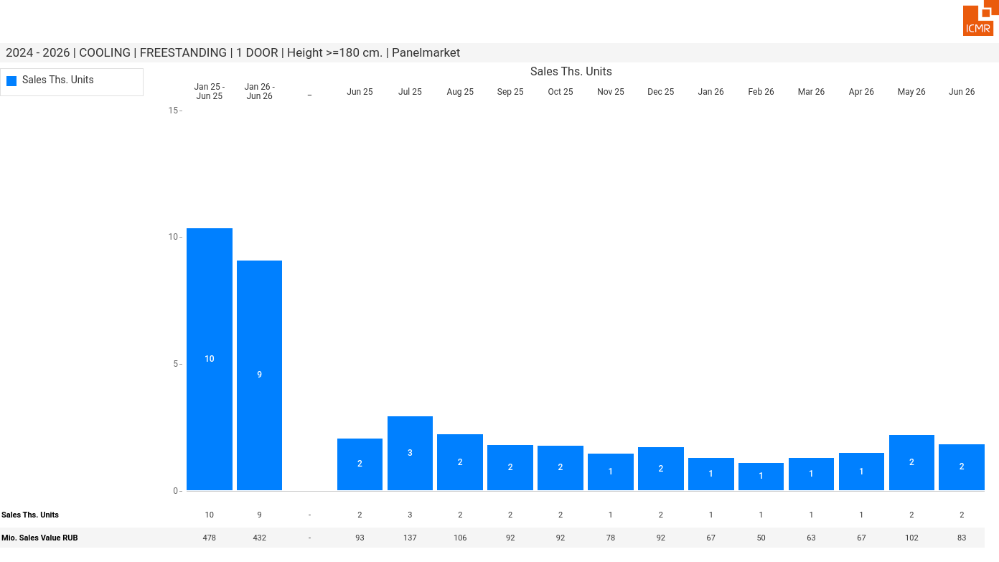 ICMR
2024 - 2026 | COOLING | FREESTANDING | 1 DOOR | Height >=180 cm. | Panelmarket
Sales Ths. Units
Sales Ths. Units
Jan 25 - Jun 25 Jan 26 - Jun 26 – Jun 25 Jul 25 Aug 25 Sep 25 Oct 25 Nov 25 Dec 25 Jan 26 Feb 26 Mar 26 Apr 26 May 26 Jun 26
15
10
5
0
10 9 2 3 2 2 2 1 2 1 1 1 1 2 2
Sales Ths. Units 10 9 - 2 3 2 2 2 1 2 1 1 1 1 2 2
Mio. Sales Value RUB 478 432 - 93 137 106 92 92 78 92 67 50 63 67 102 83